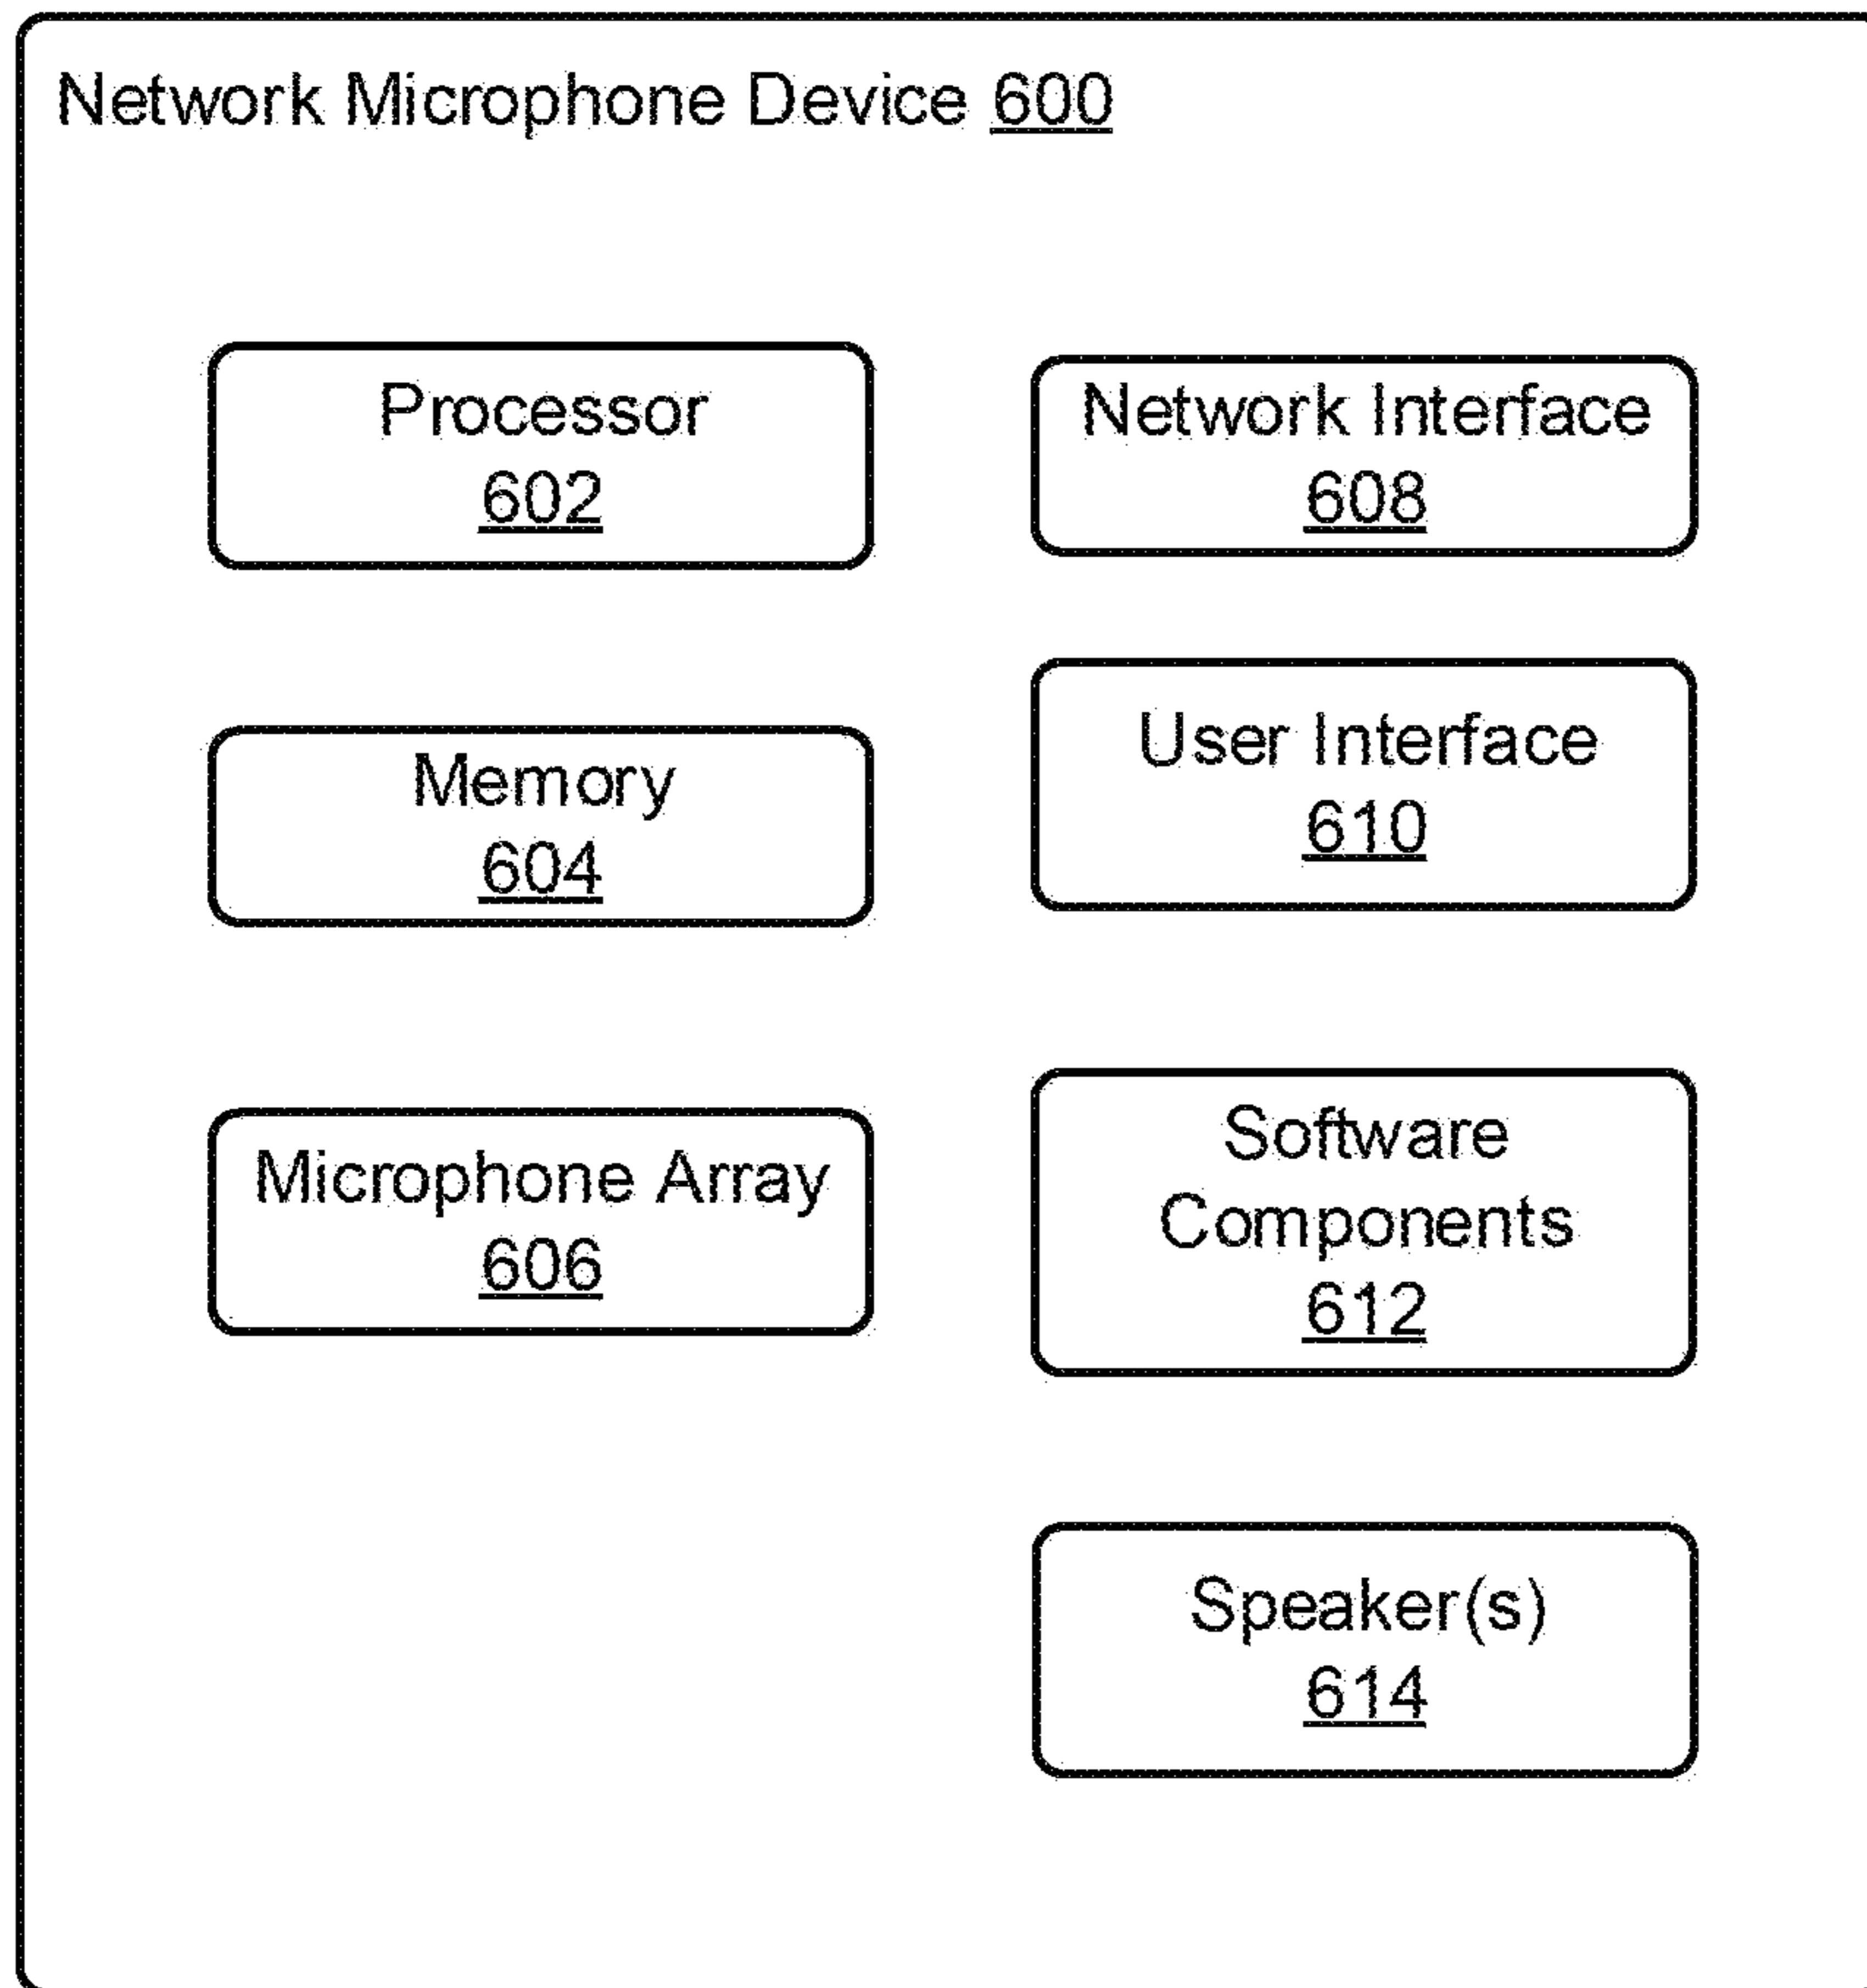 Network Microphone Device 600
Processor
602
Memory
604
Microphone Array
606
Network Interface
608
User Interface
610
Software
Components
612
Speaker(s)
614